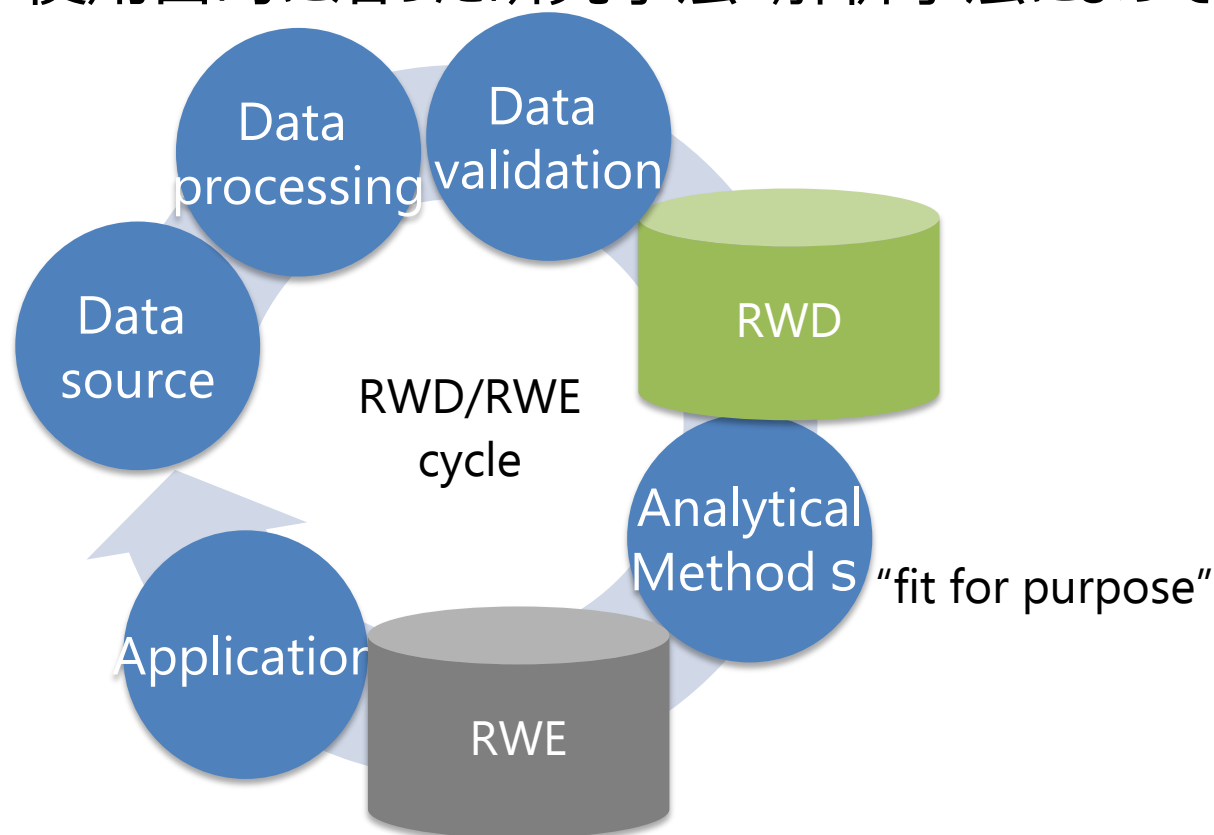 Data
processing
Data
validation
Data
source
RWD
RWD/RWE
cycle
Analytical
Method s
“fit for purpose”
Application
RWE